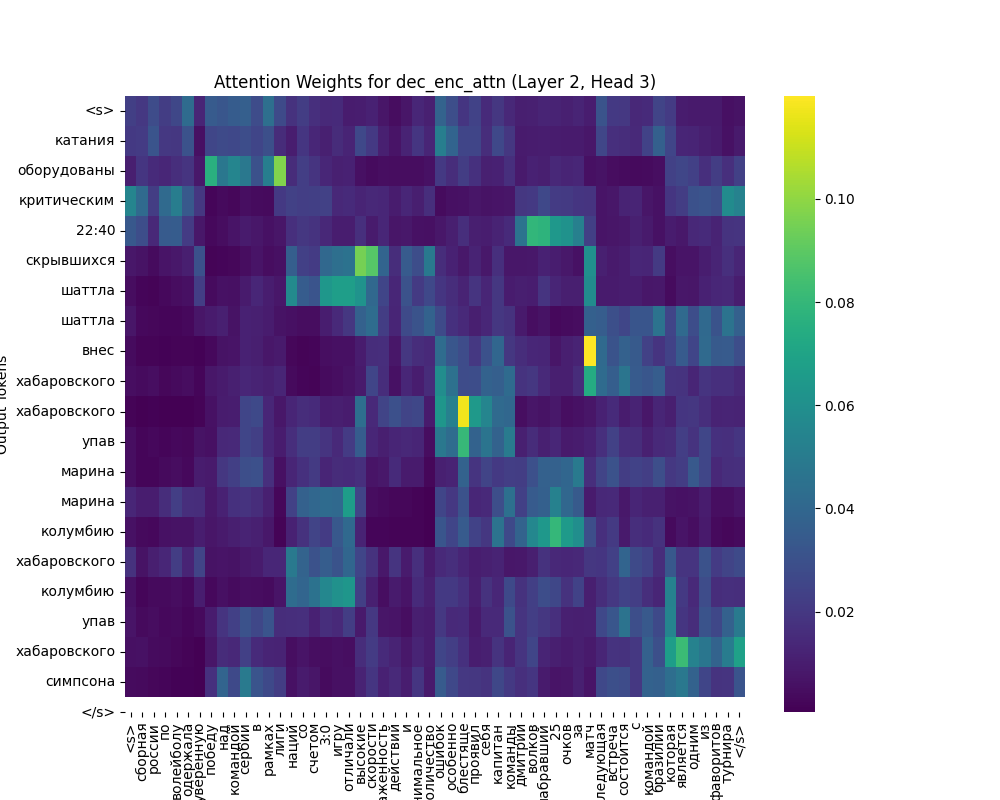 Attention Weights for dec_enc_attn (Layer 2, Head 3)
<s>
катания
оборудованы
критическим
22:40
скрывшихся
шаттла
шаттла
внес
хабаровского
хабаровского
упав
марина
марина
колумбию
хабаровского
колумбию
упав
хабаровского
симпсона
</s>
Output Tokens
<s>
сборная
россии
по
волейболу
одержала
уверенную
победу
над
командой
сербии
в
рамках
лиги
наций
со
счетом
3:0
игру
отличали
высокие
скорости
действий
и
ошибок
особенно
блестяще
проявил
себя
капитан
команды
дмитрий
волков
набравший
25
очков
за
матч
следующая
встреча
состоится
с
командой
бразилии
которая
является
одним
из
фаворитов
турнира
</s>
0.10
0.08
0.06
0.04
0.02